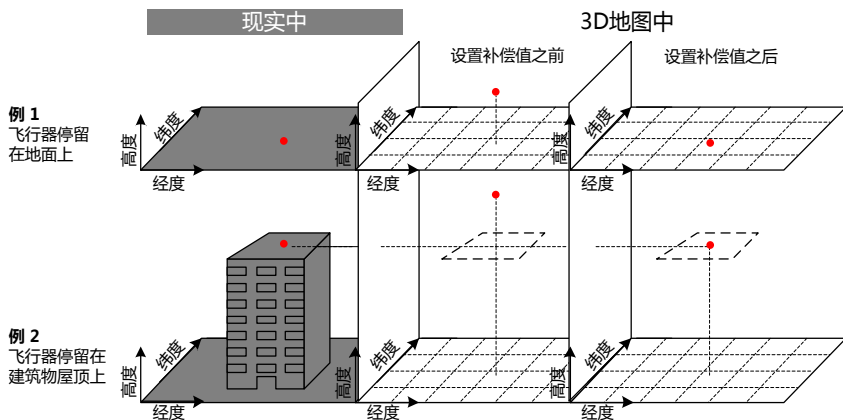 现实中
3D地图中
设置补偿值之前
设置补偿值之后
例 1
飞行器停留
在地面上
高度
纬度
经度
高度
纬度
经度
高度
纬度
经度
例 2
飞行器停留在
建筑物屋顶上
高度
纬度
经度
高度
纬度
经度
高度
纬度
经度